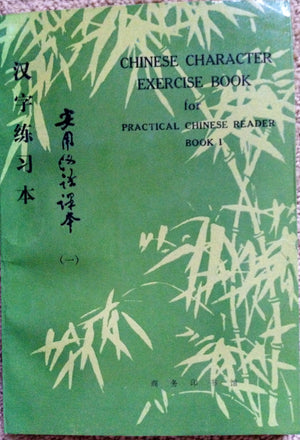 汉字练习本
实用汉语课本
(一)
CHINESE CHARACTER
EXERCISE BOOK
for
PRACTICAL CHINESE READER
BOOK 1
商务印书馆